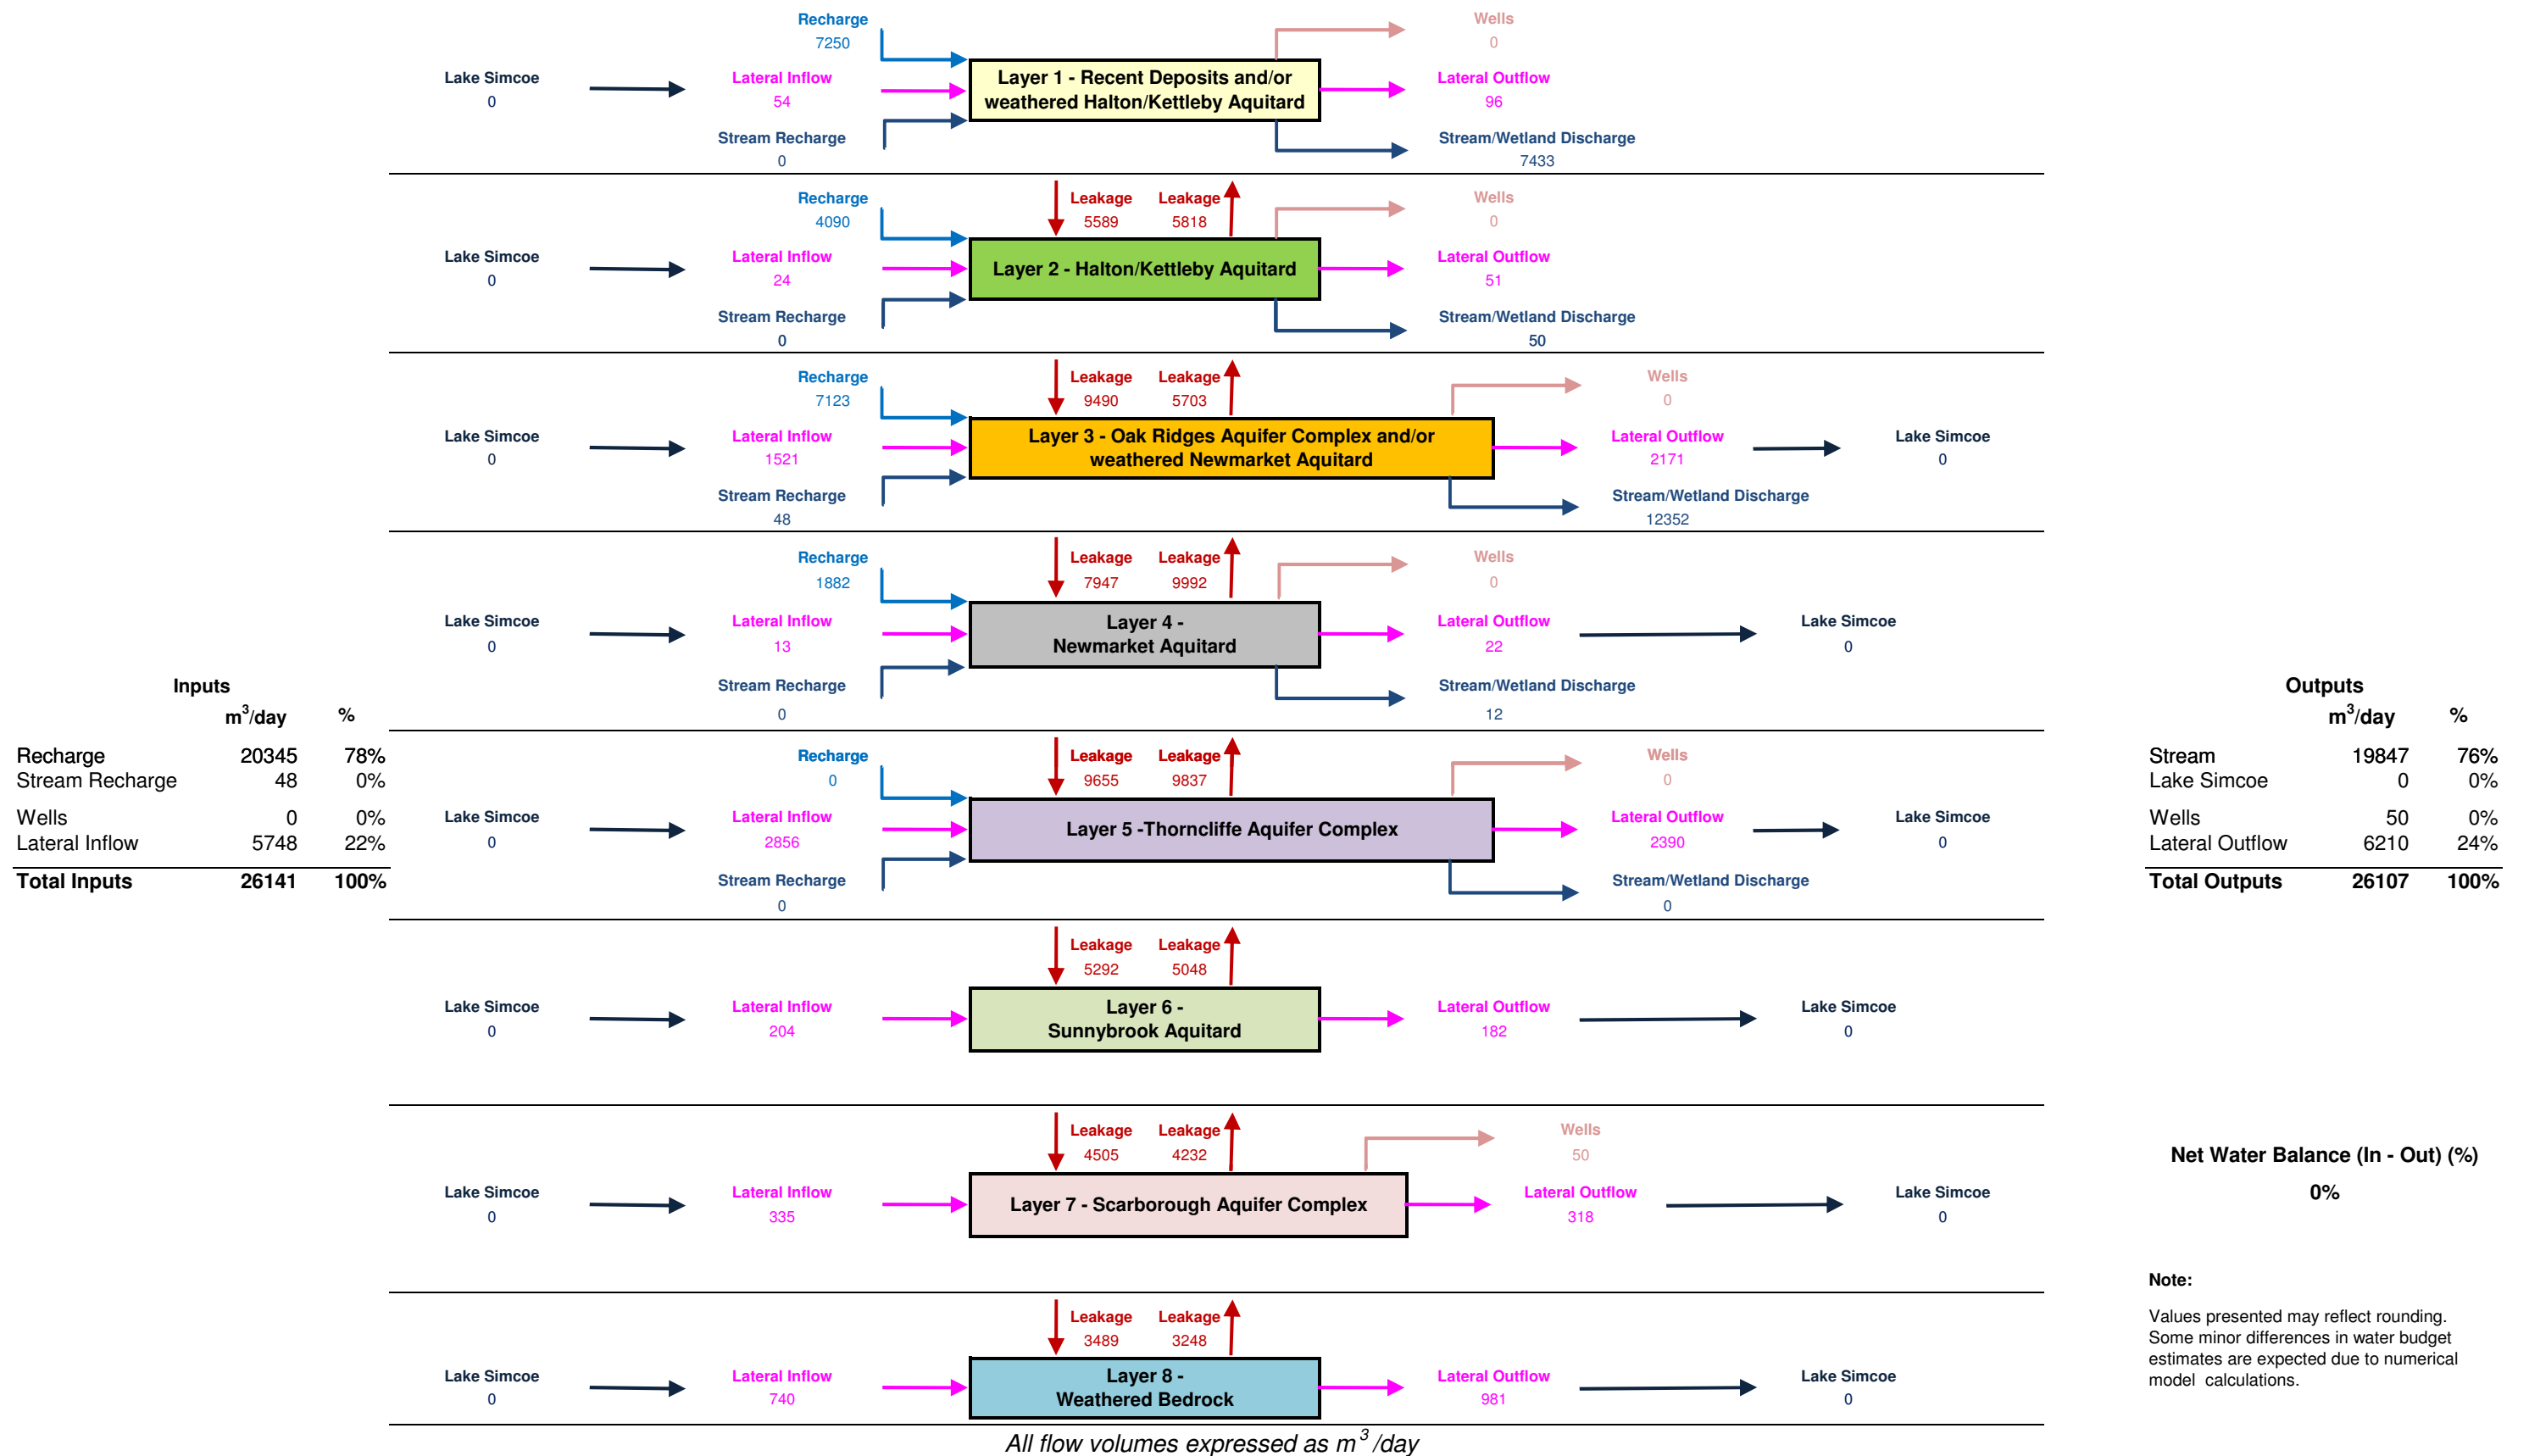 Recharge
7250
Wells
0
Lake Simcoe
0
Lateral Inflow
54
Layer 1 - Recent Deposits and/or
weathered Halton/Kettleby Aquitard
Lateral Outflow
96
Stream Recharge
0
Stream/Wetland Discharge
7433
Recharge
4090
Leakage
5589
Leakage
5818
Wells
0
Lake Simcoe
0
Lateral Inflow
24
Layer 2 - Halton/Kettleby Aquitard
Lateral Outflow
51
Stream Recharge
0
Stream/Wetland Discharge
50
Recharge
7123
Leakage
9490
Leakage
5703
Wells
0
Lake Simcoe
0
Lateral Inflow
1521
Layer 3 - Oak Ridges Aquifer Complex and/or
weathered Newmarket Aquitard
Lateral Outflow
2171
Lake Simcoe
0
Stream Recharge
48
Stream/Wetland Discharge
12352
Recharge
1882
Leakage
7947
Leakage
9992
Wells
0
Lake Simcoe
0
Lateral Inflow
13
Layer 4 -
Newmarket Aquitard
Lateral Outflow
22
Lake Simcoe
0
Stream Recharge
0
Stream/Wetland Discharge
12
Inputs
m³/day %
Recharge 20345 78%
Stream Recharge 48 0%
Wells 0 0%
Lateral Inflow 5748 22%
Total Inputs 26141 100%
Recharge
0
Leakage
9655
Leakage
9837
Wells
0
Lake Simcoe
0
Lateral Inflow
2856
Layer 5 -Thorncliffe Aquifer Complex
Lateral Outflow
2390
Lake Simcoe
0
Stream Recharge
0
Stream/Wetland Discharge
0
Outputs
m³/day %
Stream 19847 76%
Lake Simcoe 0 0%
Wells 50 0%
Lateral Outflow 6210 24%
Total Outputs 26107 100%
Leakage
5292
Leakage
5048
Lake Simcoe
0
Lateral Inflow
204
Layer 6 -
Sunnybrook Aquitard
Lateral Outflow
182
Lake Simcoe
0
Leakage
4505
Leakage
4232
Wells
50
Lake Simcoe
0
Lateral Inflow
335
Layer 7 - Scarborough Aquifer Complex
Lateral Outflow
318
Lake Simcoe
0
Net Water Balance (In - Out) (%)
0%
Leakage
3489
Leakage
3248
Lake Simcoe
0
Lateral Inflow
740
Layer 8 -
Weathered Bedrock
Lateral Outflow
981
Lake Simcoe
0
Note:
Values presented may reflect rounding.
Some minor differences in water budget
estimates are expected due to numerical
model calculations.
All flow volumes expressed as m³/day